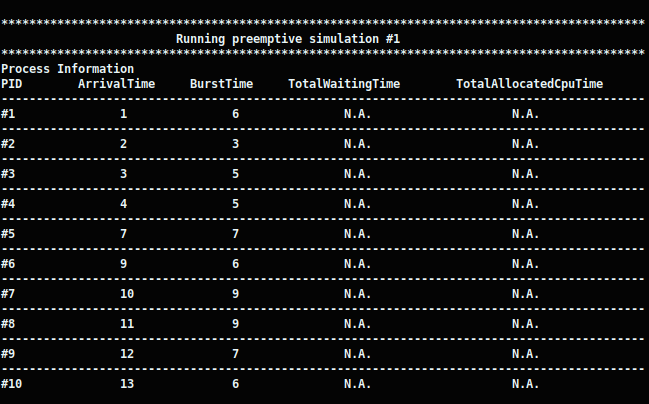 ********************************************************************************************
Running preemptive simulation #1
********************************************************************************************
Process Information
PID ArrivalTime BurstTime TotalWaitingTime TotalAllocatedCpuTime
--------------------------------------------------------------------------------------------
#1 1 6 N.A. N.A.
--------------------------------------------------------------------------------------------
#2 2 3 N.A. N.A.
--------------------------------------------------------------------------------------------
#3 3 5 N.A. N.A.
--------------------------------------------------------------------------------------------
#4 4 5 N.A. N.A.
--------------------------------------------------------------------------------------------
#5 7 7 N.A. N.A.
--------------------------------------------------------------------------------------------
#6 9 6 N.A. N.A.
--------------------------------------------------------------------------------------------
#7 10 9 N.A. N.A.
--------------------------------------------------------------------------------------------
#8 11 9 N.A. N.A.
--------------------------------------------------------------------------------------------
#9 12 7 N.A. N.A.
--------------------------------------------------------------------------------------------
#10 13 6 N.A. N.A.